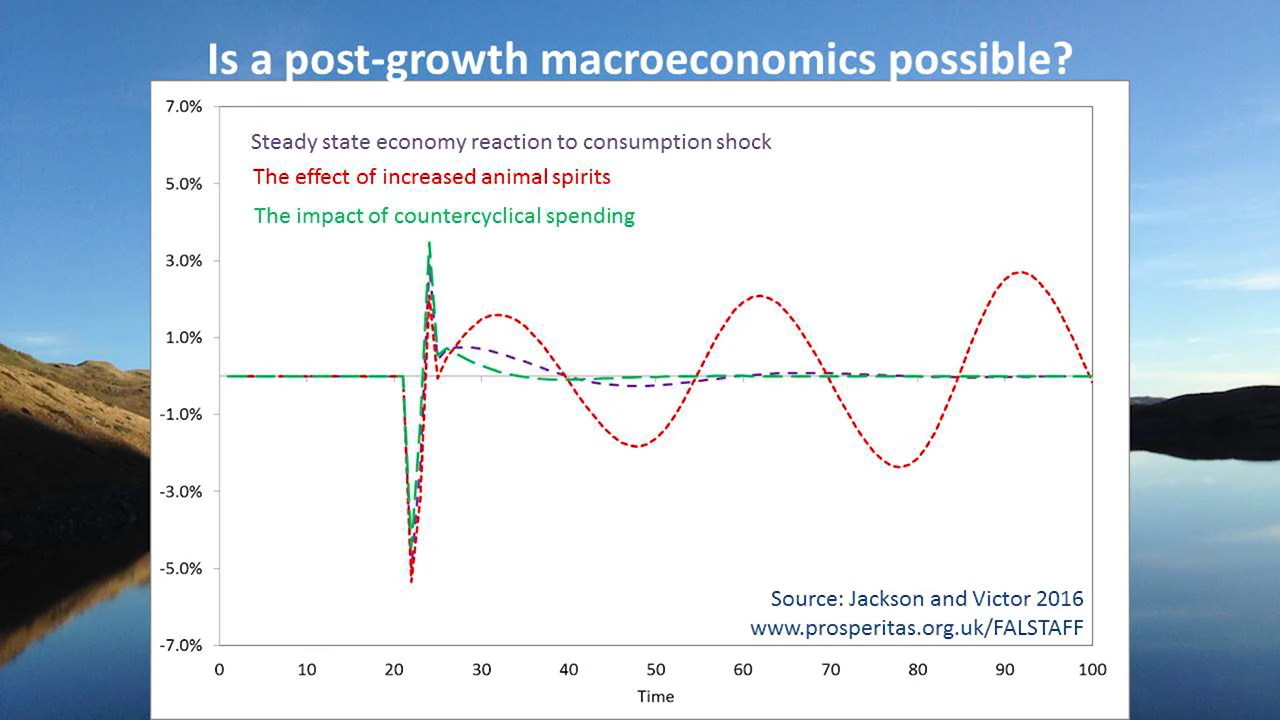 Is a post-growth macroeconomics possible?
7.0%
Steady state economy reaction to consumption shock
The effect of increased animal spirits
5.0%
The impact of countercyclical spending
3.0%
1.0%
-1.0%
-3.0%
-5.0%
Source: Jackson and Victor 2016
www.prosperitas.org.uk/FALSTAFF
-7.0%
0 10 20 30 40 50 60 70 80 90 100
Time